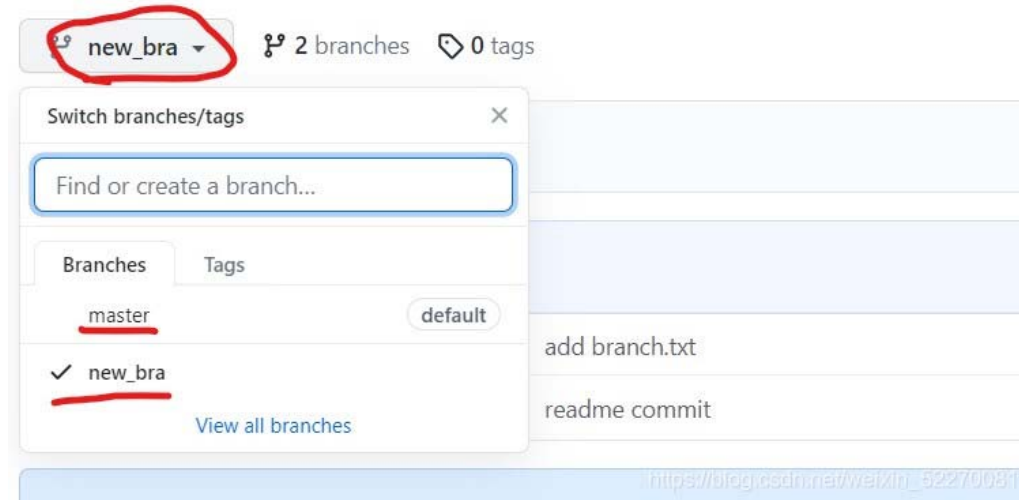 new_bra 2 branches 0 tags
Switch branches/tags
Find or create a branch...
Branches Tags
master default
add branch.txt
new_bra
readme commit
View all branches
https://blog.csdn.net/weixin_52270081